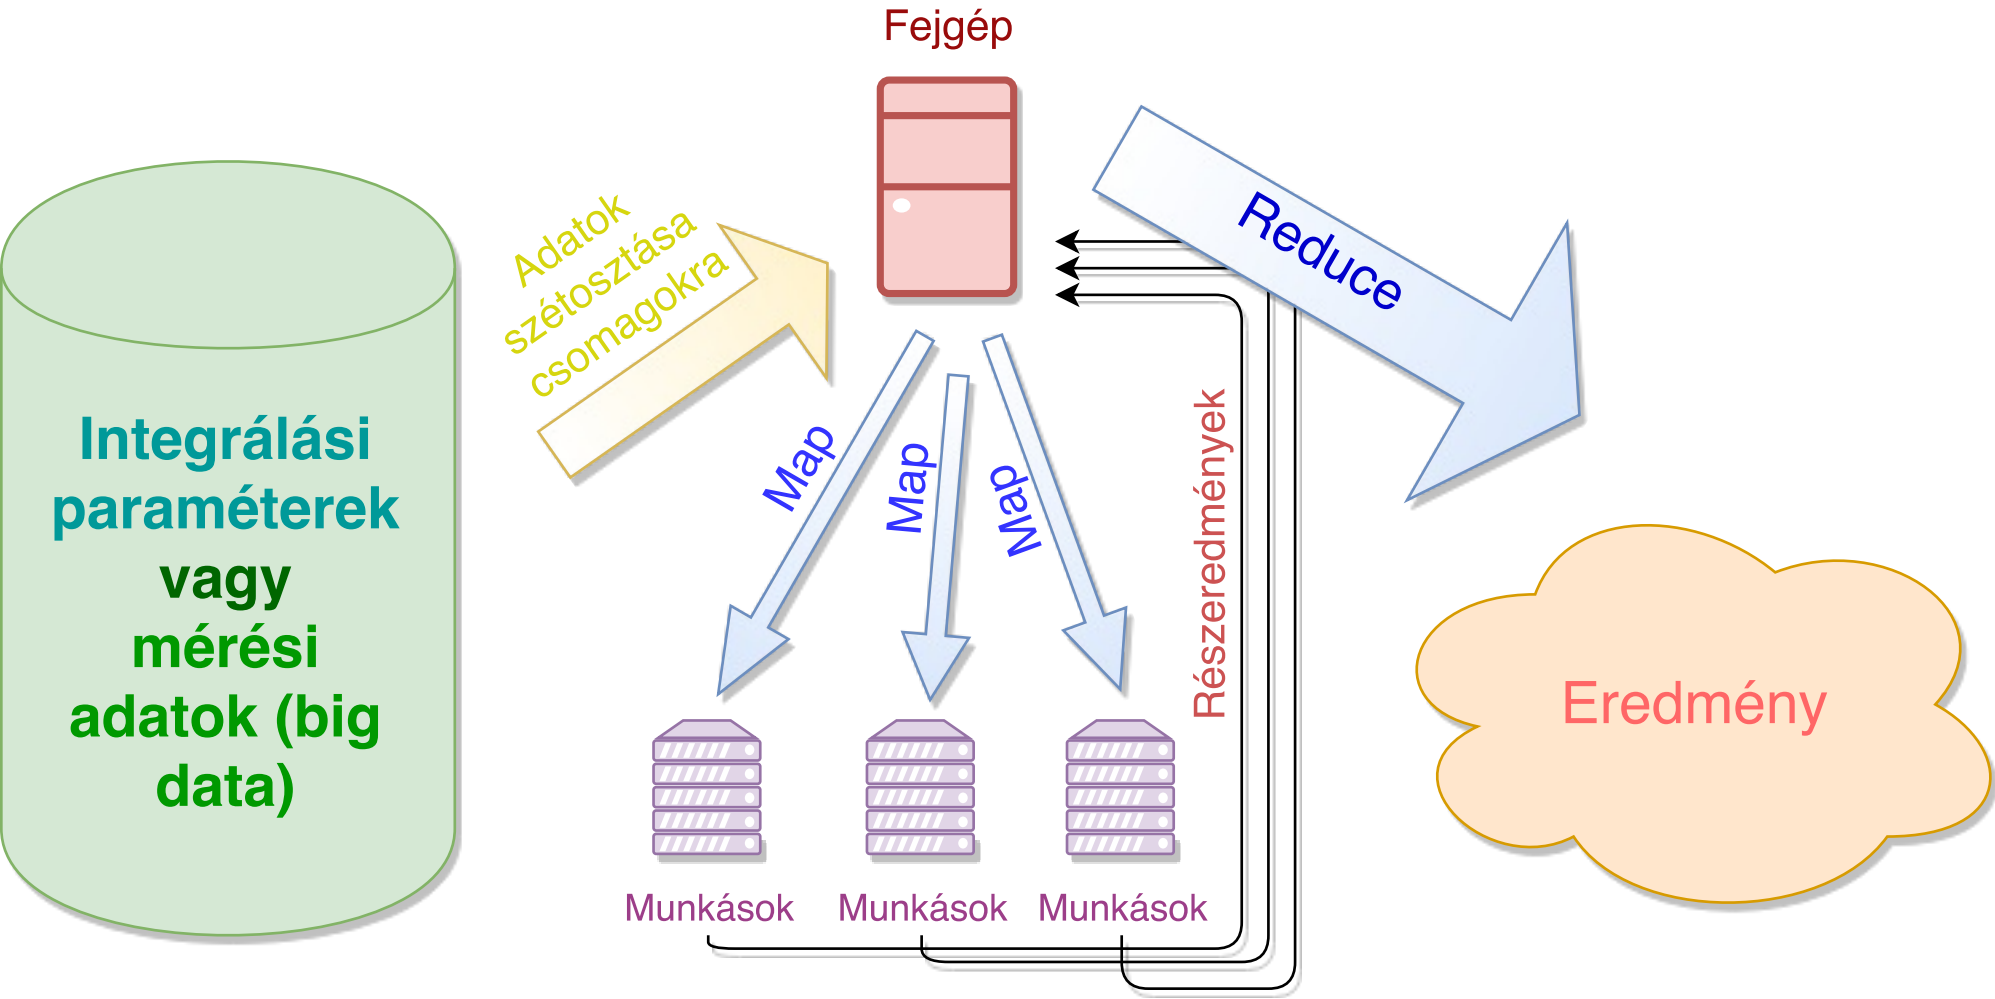 Fejgép
Adatok
szétosztása
csomagokra
Reduce
Integrálási
paraméterek
vagy
mérési
adatok (big
data)
Map
Map
Map
Részeredmények
Eredmény
Munkások
Munkások
Munkások